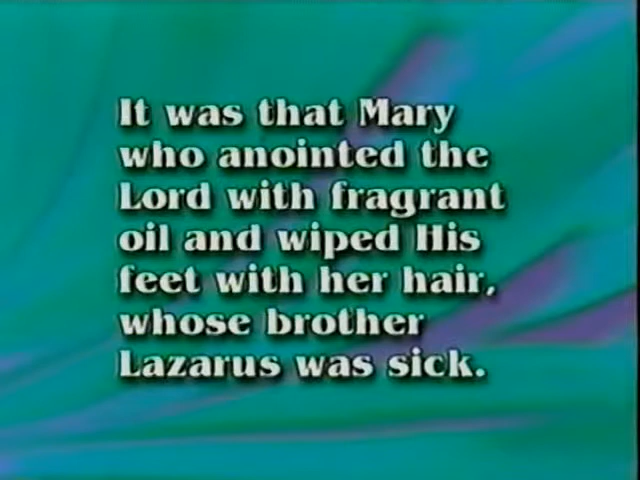 It was that Mary
who anointed the
Lord with fragrant
oil and wiped His
feet with her hair,
whose brother
Lazarus was sick.